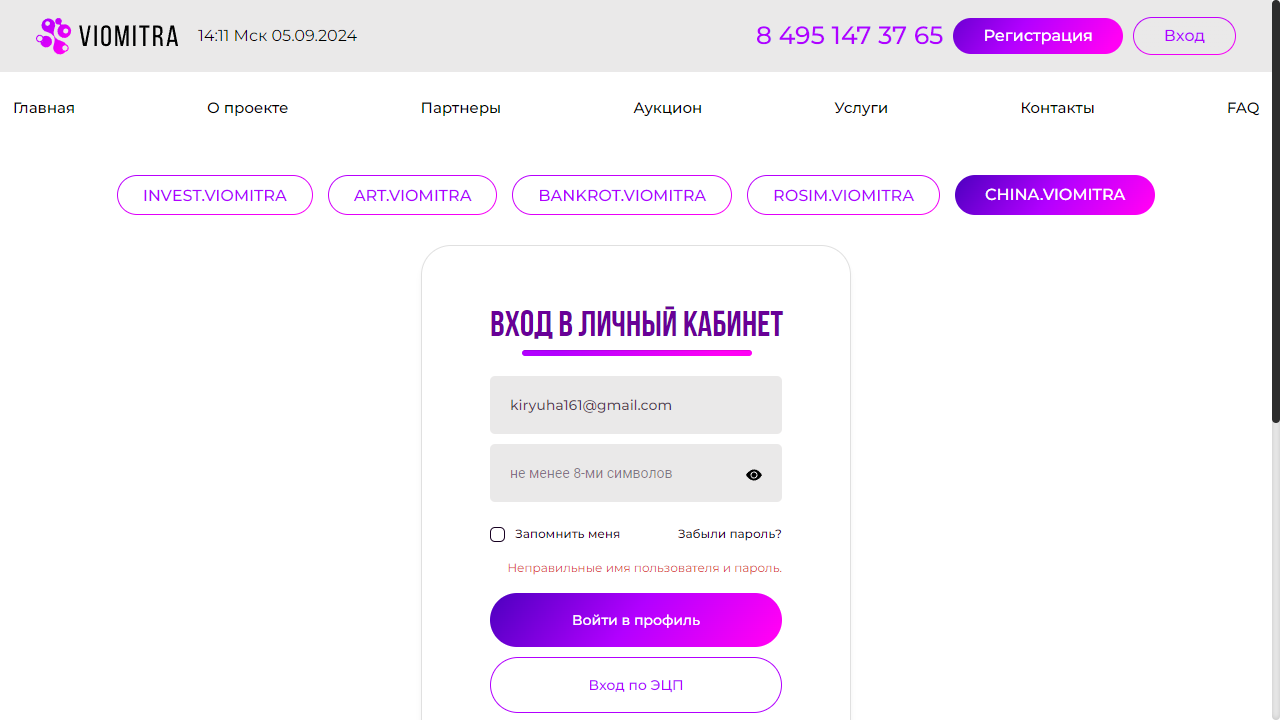 VIOMITRA 14:11 Мск 05.09.2024 8 495 147 37 65 Регистрация Вход
Главная О проекте Партнеры Аукцион Услуги Контакты FAQ
INVEST.VIOMITRA ART.VIOMITRA BANKROT.VIOMITRA ROSIM.VIOMITRA CHINA.VIOMITRA
ВХОД В ЛИЧНЫЙ КАБИНЕТ
kiryuha161@gmail.com
не менее 8-ми символов
Запомнить меня Забыли пароль?
Неправильные имя пользователя и пароль.
Войти в профиль
Вход по ЭЦП